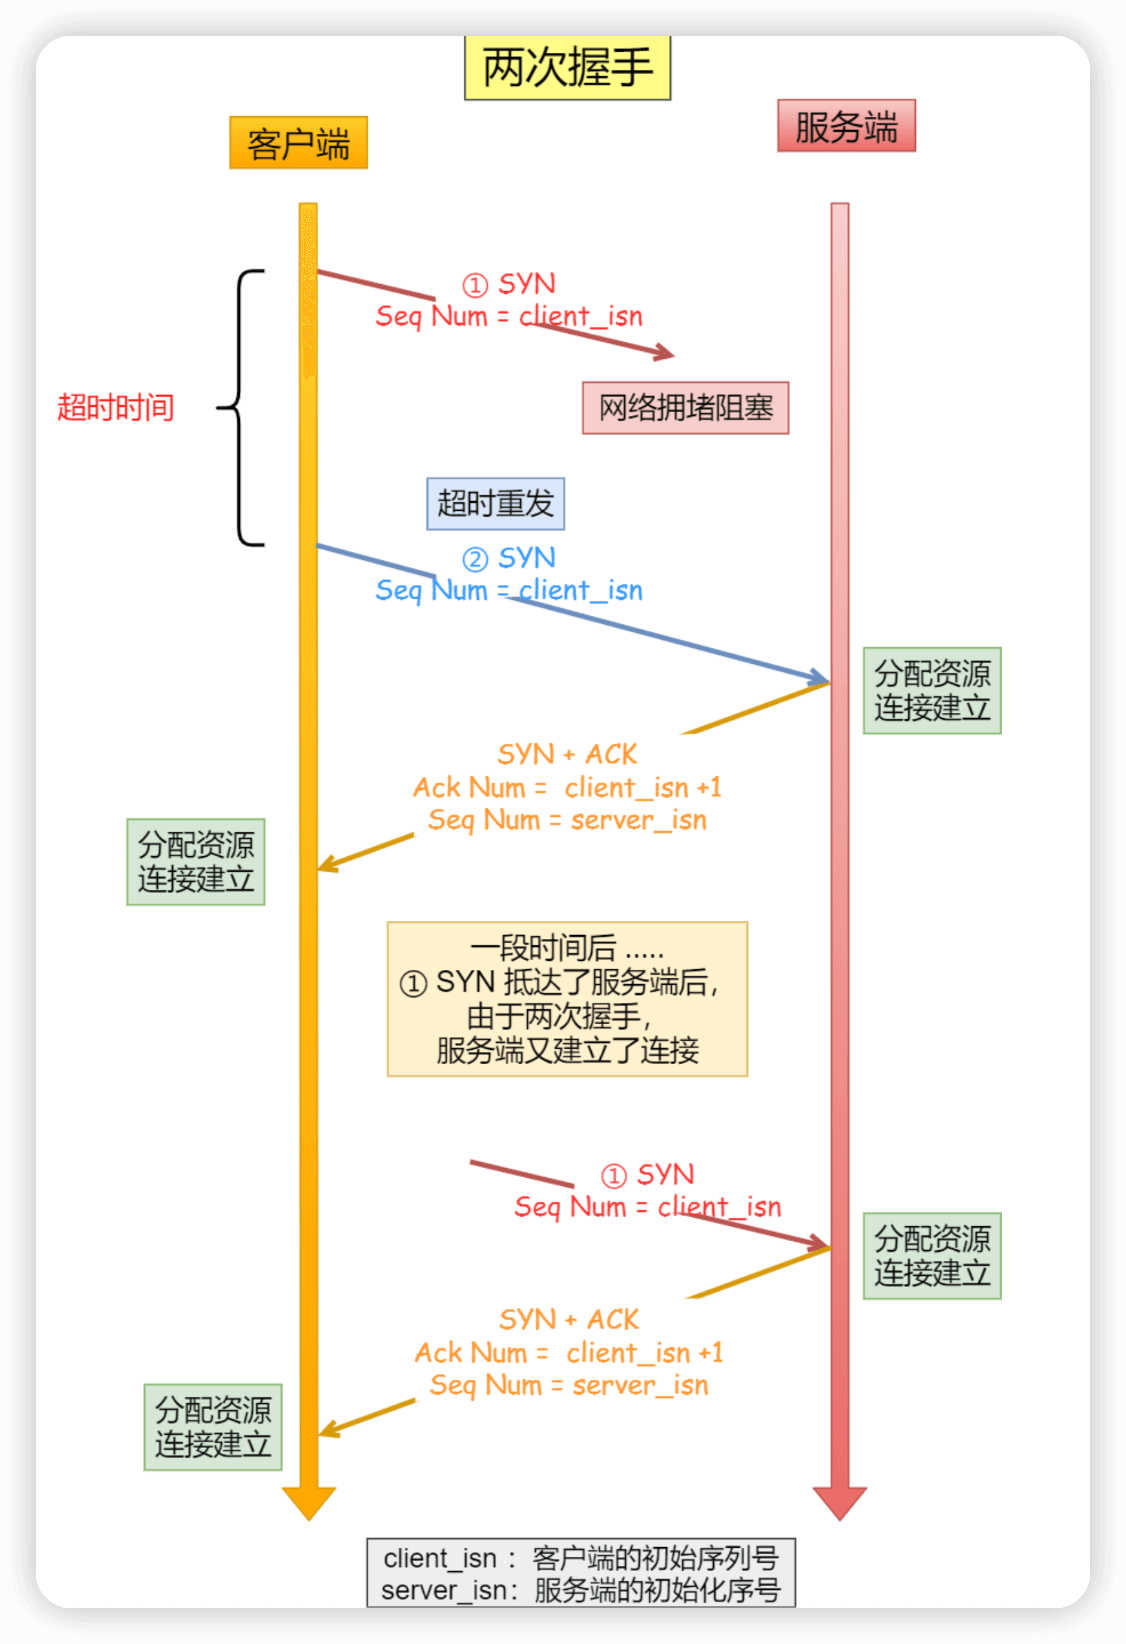 两次握手
客户端
服务端
① SYN
Seq Num = client_isn
超时时间
网络拥堵阻塞
超时重发
② SYN
Seq Num = client_isn
分配资源
连接建立
SYN + ACK
Ack Num = client_isn +1
Seq Num = server_isn
分配资源
连接建立
一段时间后 .....
① SYN 抵达了服务端后，
由于两次握手，
服务端又建立了连接
① SYN
Seq Num = client_isn
分配资源
连接建立
SYN + ACK
Ack Num = client_isn +1
Seq Num = server_isn
分配资源
连接建立
client_isn ： 客户端的初始序列号
server_isn： 服务端的初始化序号